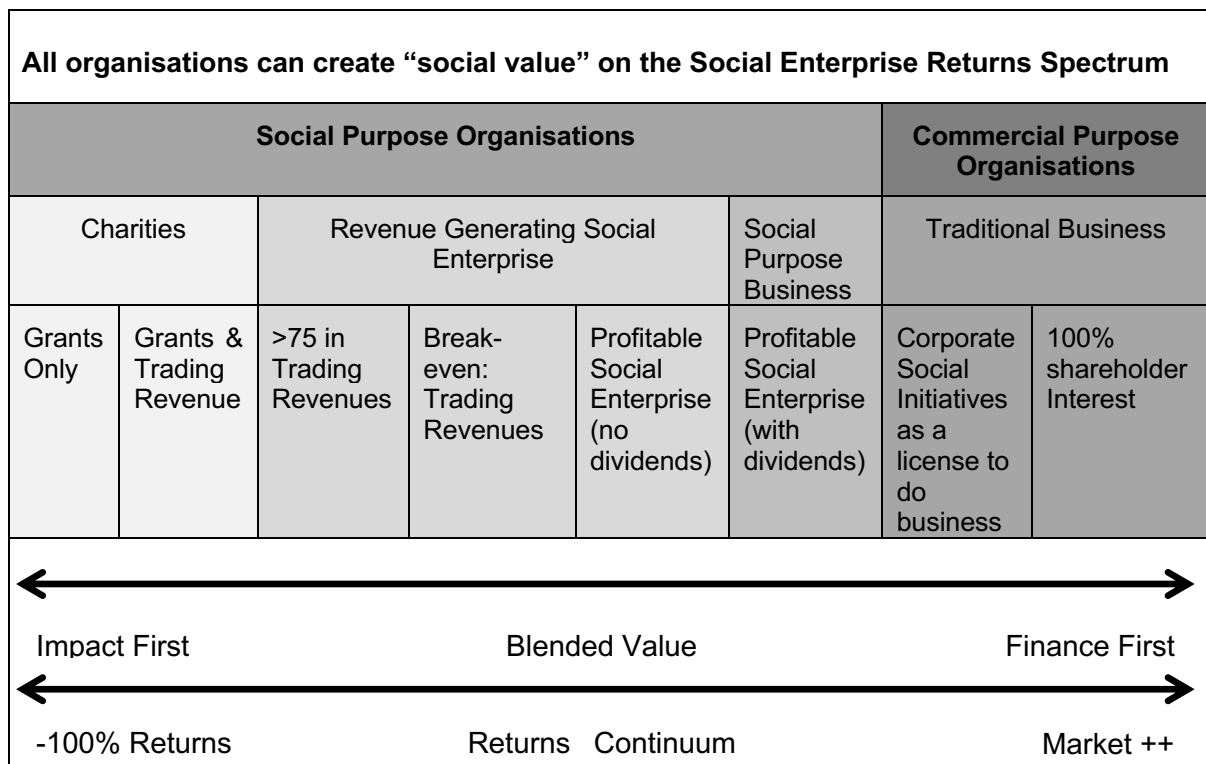 All organisations can create “social value” on the Social Enterprise Returns Spectrum
Social Purpose Organisations
Commercial Purpose
Organisations
Charities
Revenue Generating Social
Enterprise
Social
Purpose
Business
Traditional Business
Grants
Only
Grants &
Trading
Revenue
>75 in
Trading
Revenues
Break-
even:
Trading
Revenues
Profitable
Social
Enterprise
(no
dividends)
Profitable
Social
Enterprise
(with
dividends)
Corporate
Social
Initiatives
as a
license to
do
business
100%
shareholder
Interest
Impact First
Blended Value
Finance First
-100% Returns
Returns Continuum
Market ++